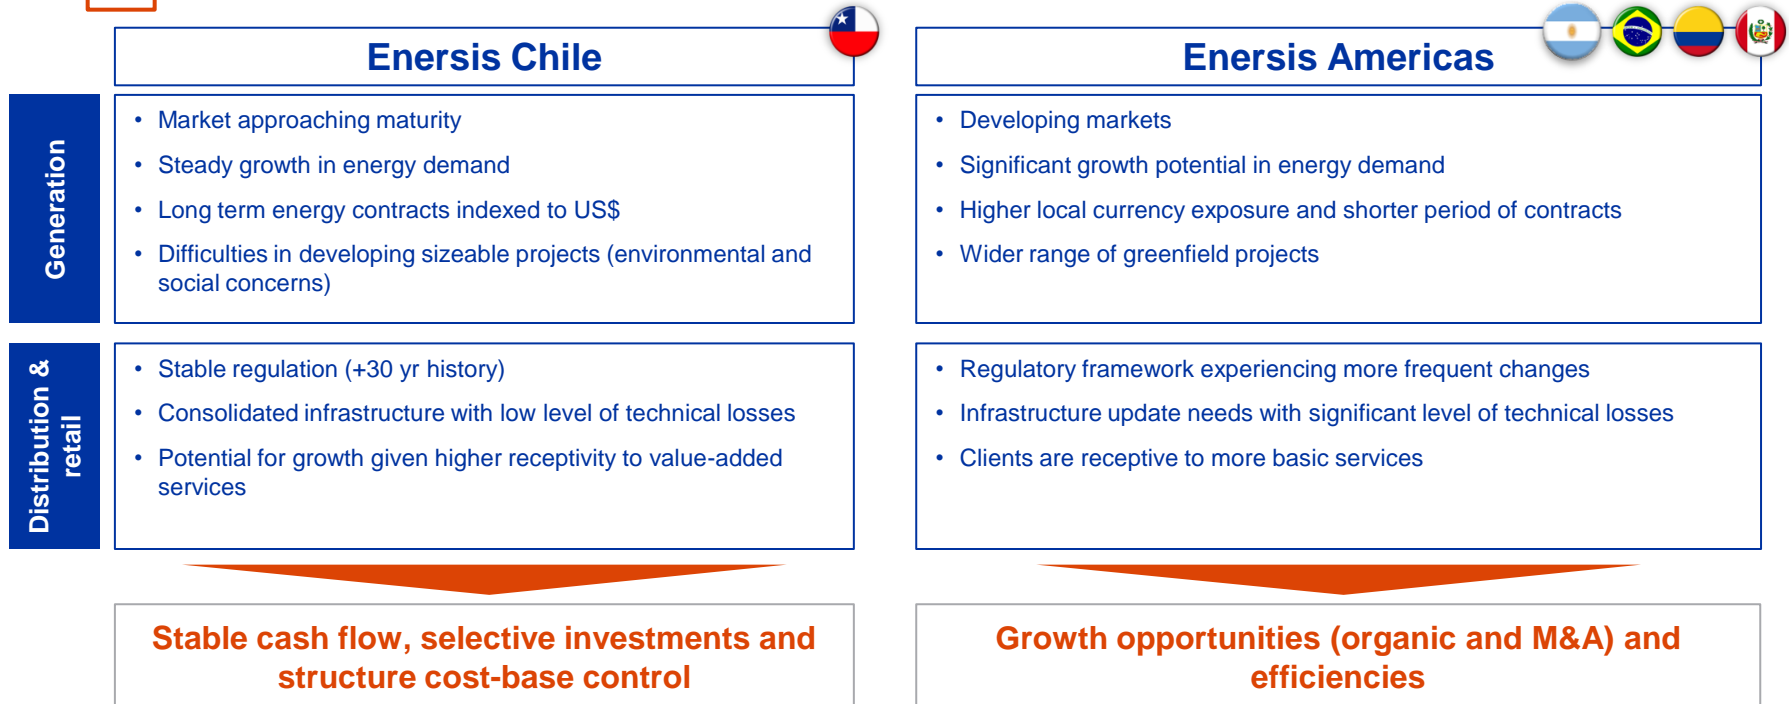 Enersis Chile
Enersis Americas
Generation
• Market approaching maturity
• Steady growth in energy demand
• Long term energy contracts indexed to US$
• Difficulties in developing sizeable projects (environmental and
social concerns)
• Developing markets
• Significant growth potential in energy demand
• Higher local currency exposure and shorter period of contracts
• Wider range of greenfield projects
Distribution &
retail
• Stable regulation (+30 yr history)
• Consolidated infrastructure with low level of technical losses
• Potential for growth given higher receptivity to value-added
services
• Regulatory framework experiencing more frequent changes
• Infrastructure update needs with significant level of technical losses
• Clients are receptive to more basic services
Stable cash flow, selective investments and
structure cost-base control
Growth opportunities (organic and M&A) and
efficiencies